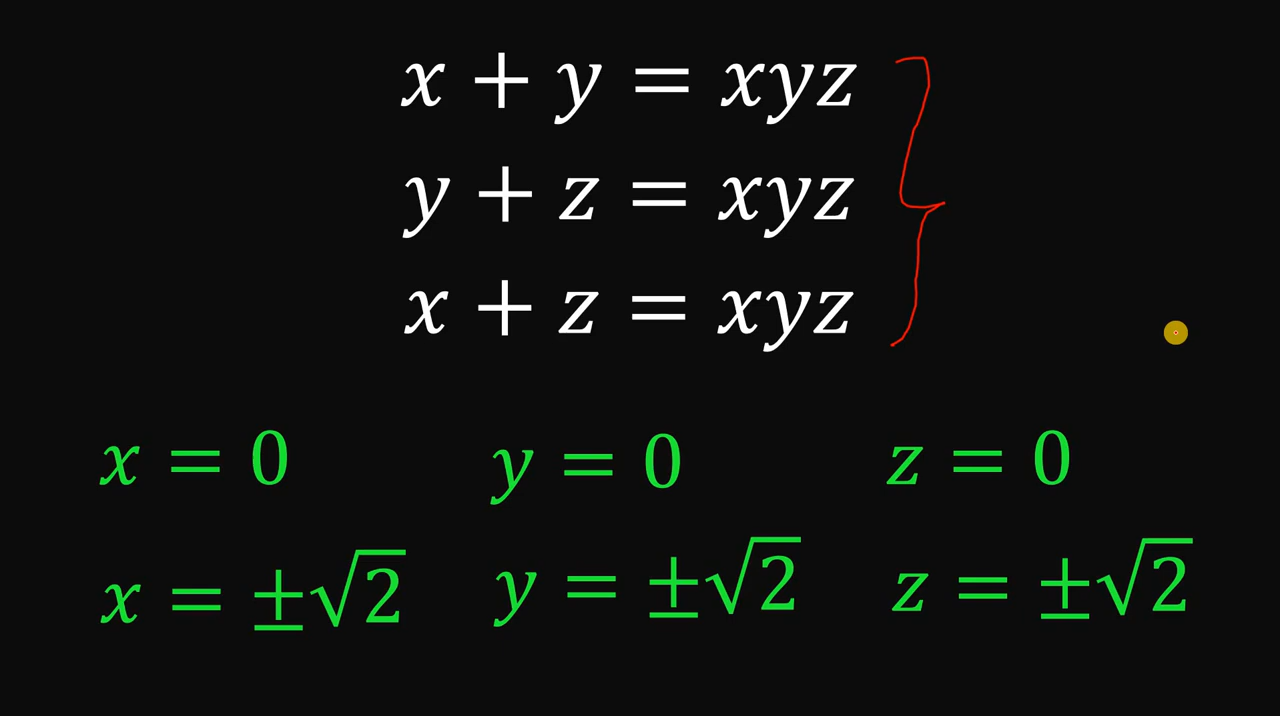 x + y = xyz
y + z = xyz
x + z = xyz
x = 0 y = 0 z = 0
x = ±√2 y = ±√2 z = ±√2